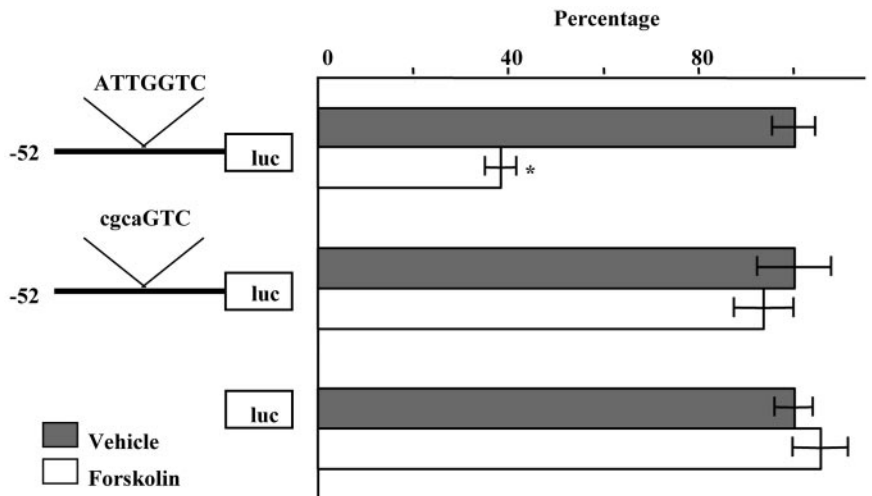 Percentage
0 40 80
ATTGGTC
-52 luc
*
cgcaGTC
-52 luc
luc
Vehicle
Forskolin